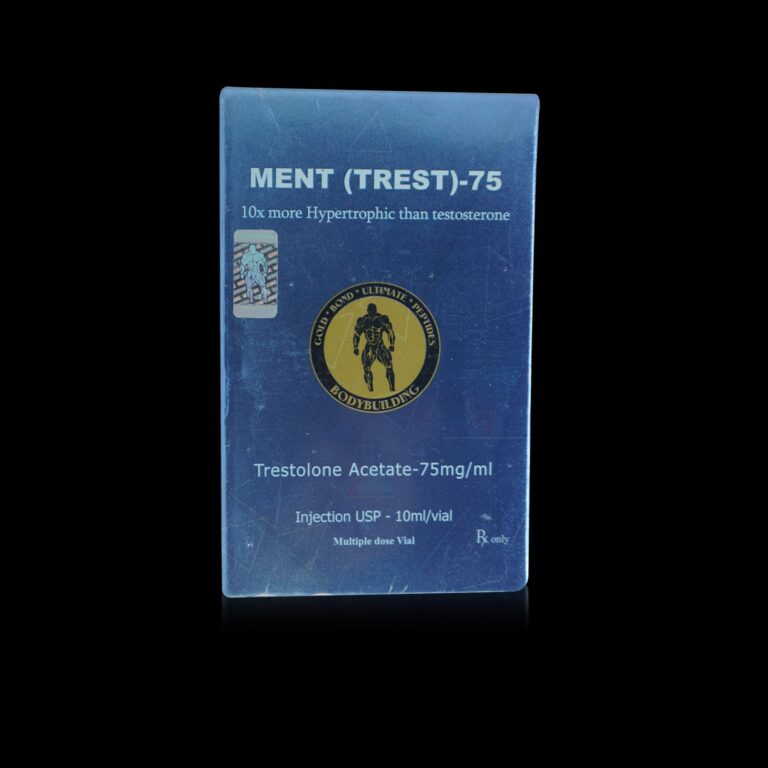 MENT (TREST)-75
10x more Hypertrophic than testosterone
GOLD • BOND • ULTIMATE • PEPTIDES
BODYBUILDING
Trestolone Acetate-75mg/ml
Injection USP - 10ml/vial
Multiple dose Vial
℞ only